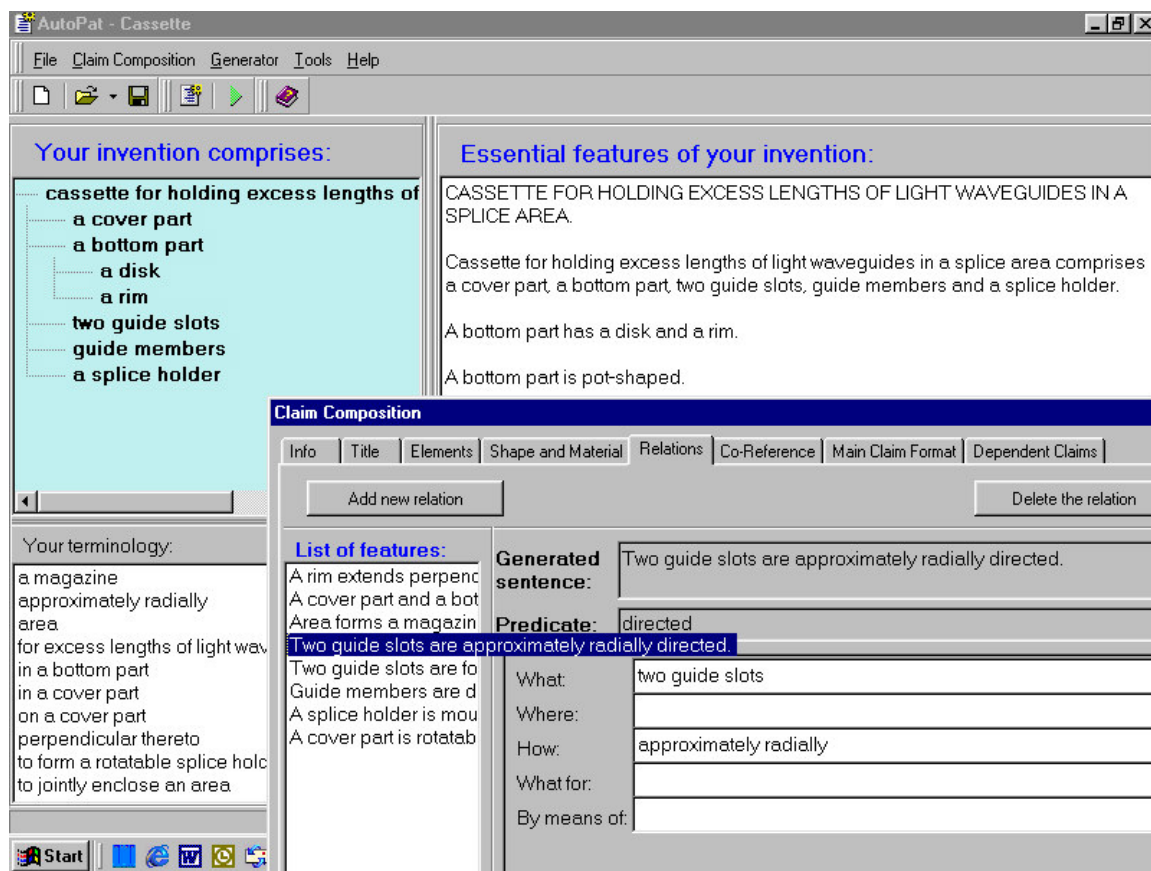 AutoPat - Cassette
File Claim Composition Generator Tools Help
Your invention comprises:
cassette for holding excess lengths of
a cover part
a bottom part
a disk
a rim
two guide slots
guide members
a splice holder
Essential features of your invention:
CASSETTE FOR HOLDING EXCESS LENGTHS OF LIGHT WAVEGUIDES IN A
SPLICE AREA.
Cassette for holding excess lengths of light waveguides in a splice area comprises
a cover part, a bottom part, two guide slots, guide members and a splice holder.
A bottom part has a disk and a rim.
A bottom part is pot-shaped.
Your terminology:
a magazine
approximately radially
area
for excess lengths of light wav
in a bottom part
in a cover part
on a cover part
perpendicular thereto
to form a rotatable splice hold
to jointly enclose an area
Claim Composition
Info Title Elements Shape and Material Relations Co-Reference Main Claim Format Dependent Claims
Add new relation Delete the relation
List of features:
A rim extends perpend
A cover part and a bot
Area forms a magazin
Two guide slots are approximately radially directed.
Two guide slots are fo
Guide members are d
A splice holder is mou
A cover part is rotatab
Generated
sentence:
Two guide slots are approximately radially directed.
Predicate: directed
What: two guide slots
Where:
How: approximately radially
What for:
By means of:
Start